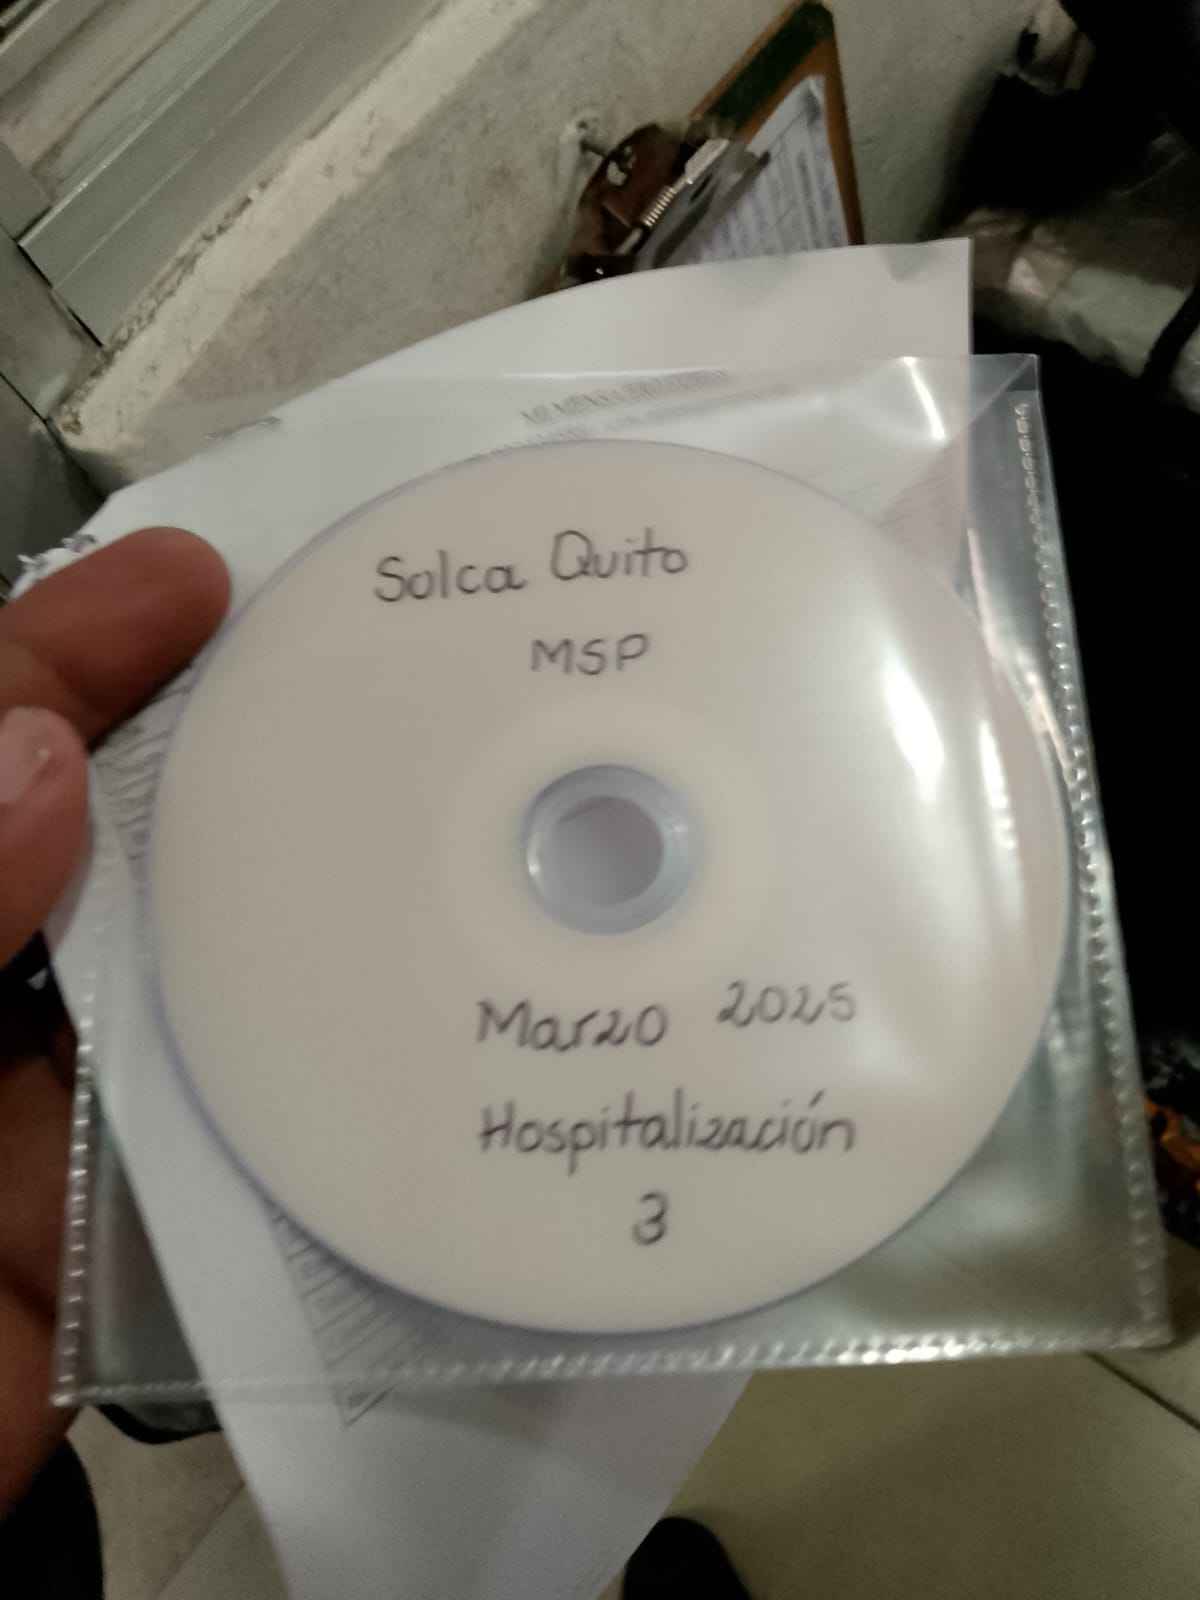 Solca Quito
MSP
Marzo 2025
Hospitalización
3